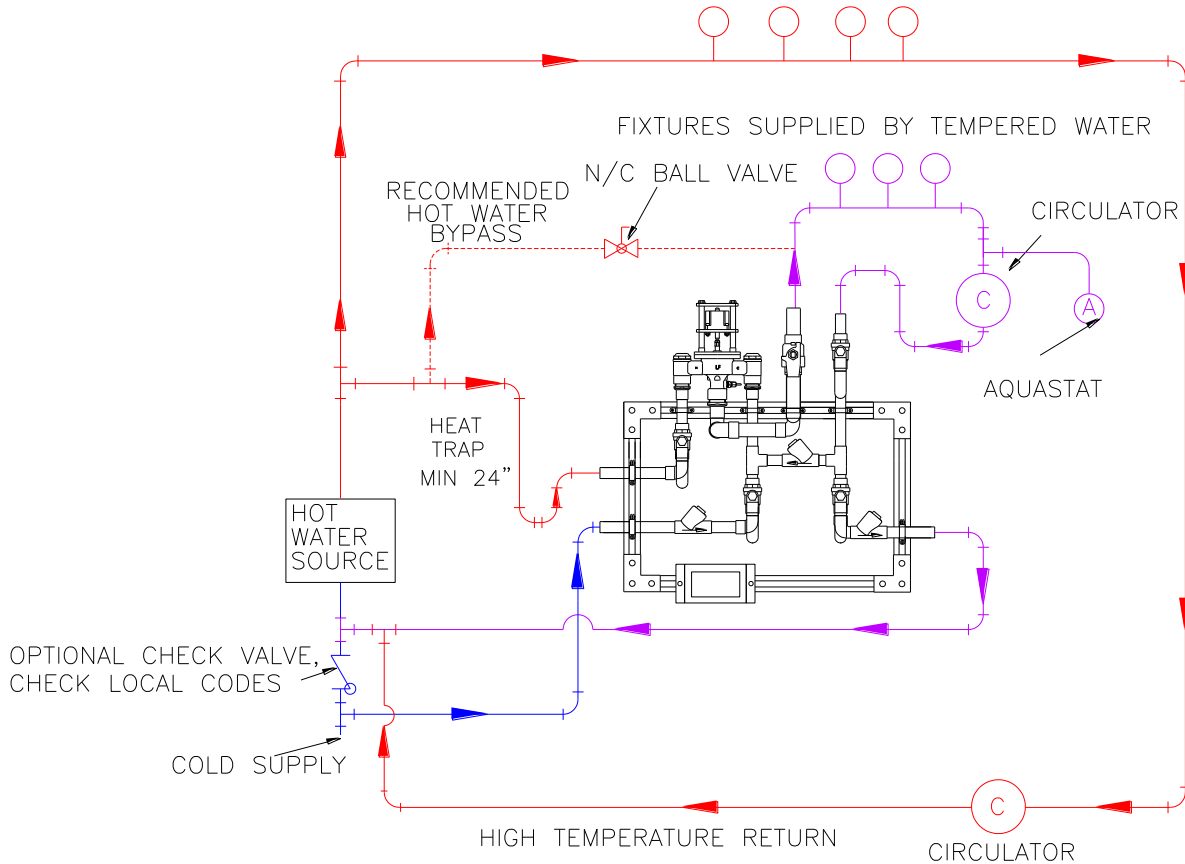 FIXTURES SUPPLIED BY TEMPERED WATER
N/C BALL VALVE
RECOMMENDED
HOT WATER
BYPASS
CIRCULATOR
C
A
AQUASTAT
HEAT
TRAP
MIN 24”
HOT
WATER
SOURCE
OPTIONAL CHECK VALVE,
CHECK LOCAL CODES
COLD SUPPLY
C
HIGH TEMPERATURE RETURN
CIRCULATOR